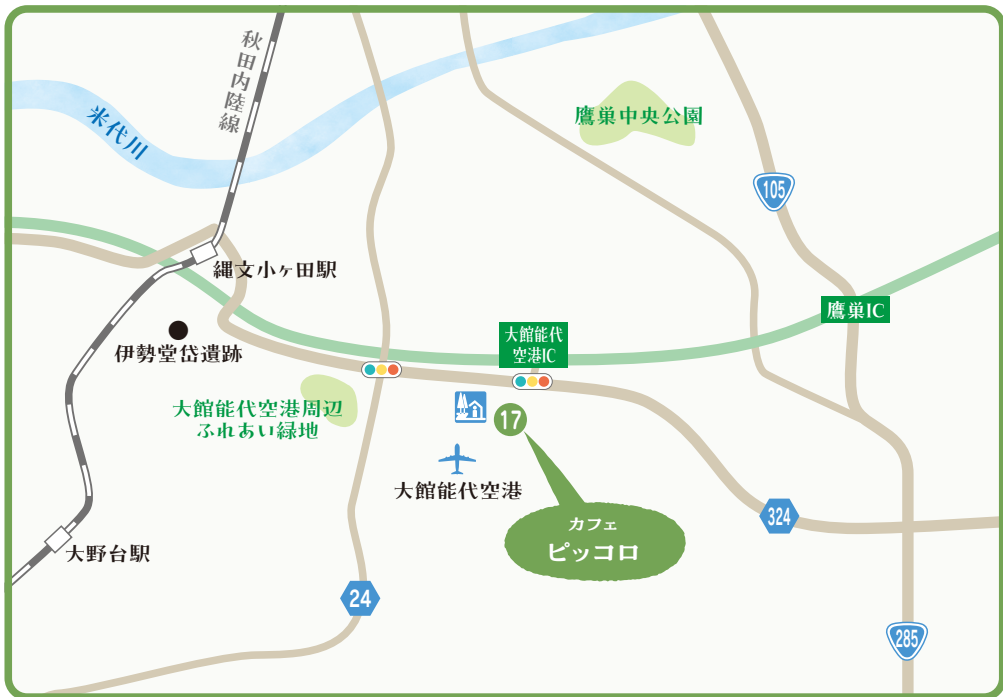 秋田内陸線
米代川
鷹巣中央公園
105
縄文小ヶ田駅
鷹巣IC
大館能代
空港IC
伊勢堂岱遺跡
大館能代空港周辺
ふれあい緑地
17
大館能代空港
カフェ
ピッコロ
324
大野台駅
24
285